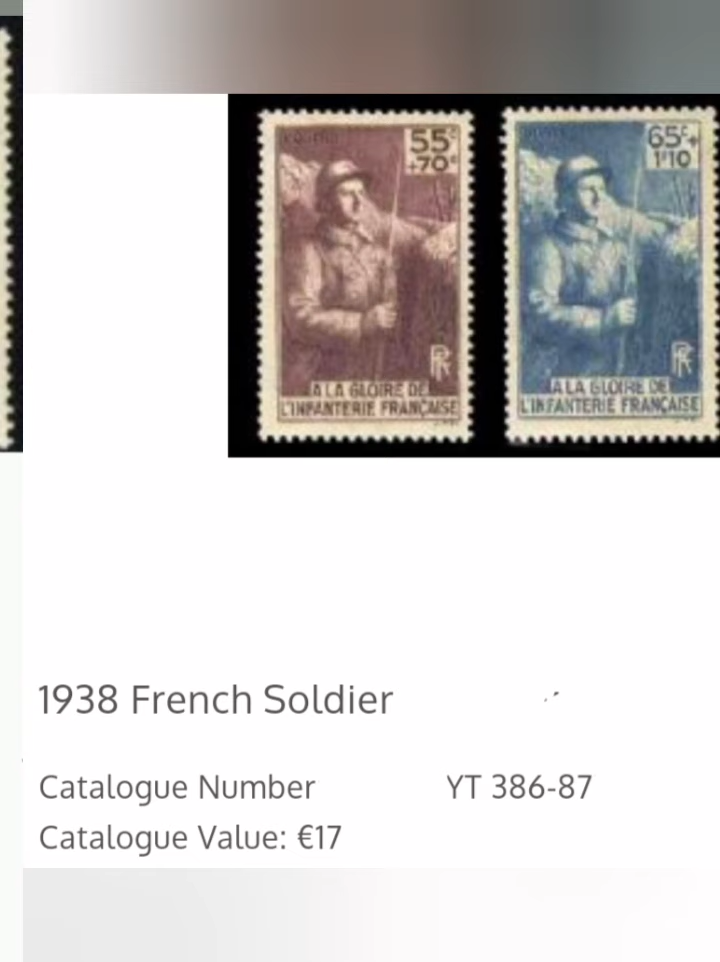 55c
+70c
RF
A LA GLOIRE DE
L'INFANTERIE FRANÇAISE
65c+
1f10
RF
A LA GLOIRE DE
L'INFANTERIE FRANÇAISE
1938 French Soldier
Catalogue Number YT 386-87
Catalogue Value: €17